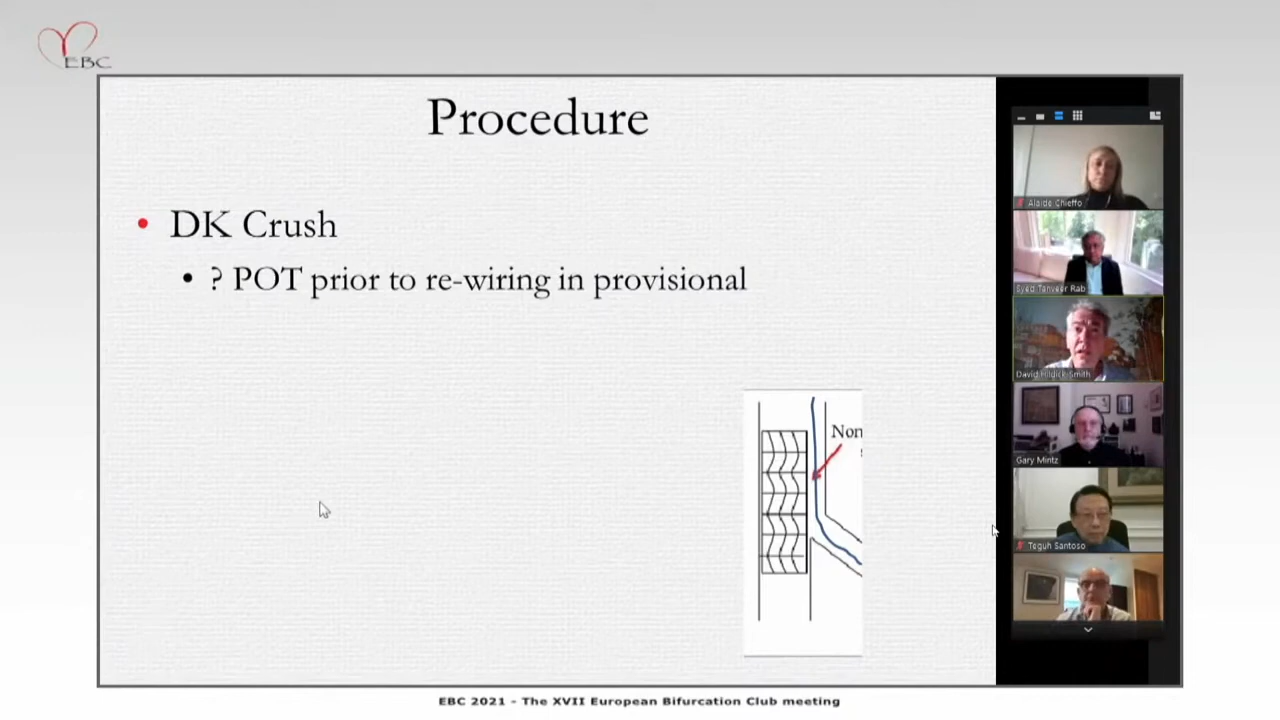 EBC
Procedure
DK Crush
? POT prior to re-wiring in provisional
Non
Alaide Chieffo
Syed Tanveer Rab
David Hildick-Smith
Gary Mintz
Teguh Santoso
EBC 2021 - The XVII European Bifurcation Club meeting